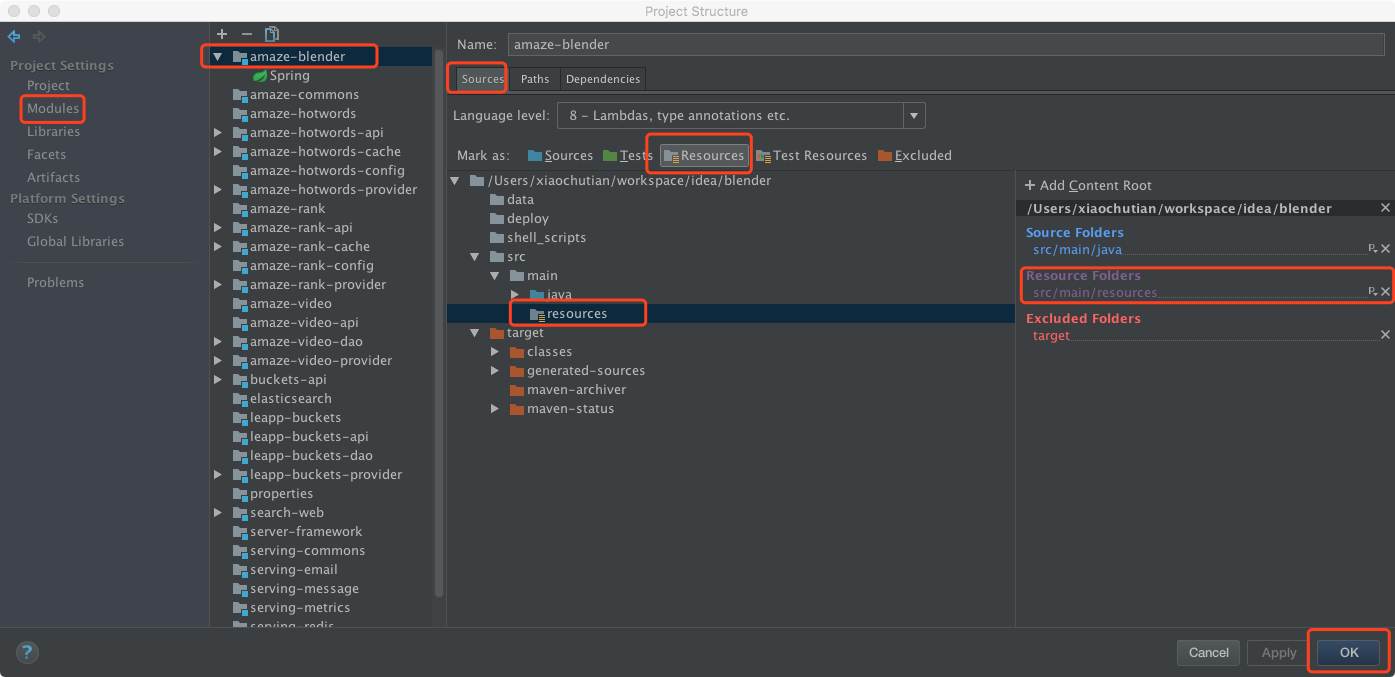 Project Structure
Project Settings
Project
Modules
Libraries
Facets
Artifacts
Platform Settings
SDKs
Global Libraries
Problems
amaze-blender
Spring
amaze-commons
amaze-hotwords
amaze-hotwords-api
amaze-hotwords-cache
amaze-hotwords-config
amaze-hotwords-provider
amaze-rank
amaze-rank-api
amaze-rank-cache
amaze-rank-config
amaze-rank-provider
amaze-video
amaze-video-api
amaze-video-dao
amaze-video-provider
buckets-api
elasticsearch
leapp-buckets
leapp-buckets-api
leapp-buckets-dao
leapp-buckets-provider
properties
search-web
server-framework
serving-commons
serving-email
serving-message
serving-metrics
serving-redis
Name: amaze-blender
Sources Paths Dependencies
Language level: 8 – Lambdas, type annotations etc.
Mark as: Sources Tests Resources Test Resources Excluded
/Users/xiaochutian/workspace/idea/blender
data
deploy
shell_scripts
src
main
java
resources
target
classes
generated-sources
maven-archiver
maven-status
+ Add Content Root
/Users/xiaochutian/workspace/idea/blender
Source Folders
src/main/java
Resource Folders
src/main/resources
Excluded Folders
target
?
Cancel Apply OK